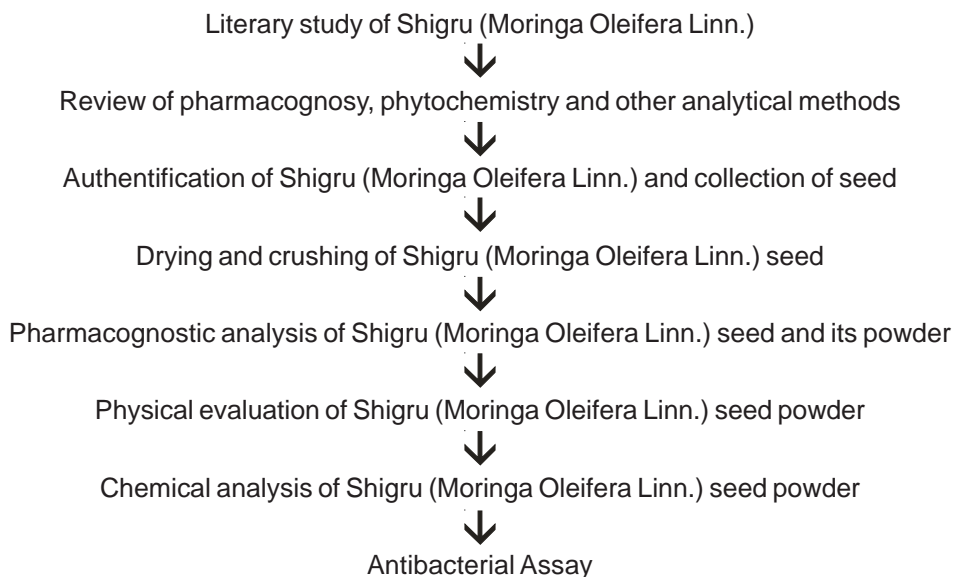 Literary study of Shigru (Moringa Oleifera Linn.)
Review of pharmacognosy, phytochemistry and other analytical methods
Authentification of Shigru (Moringa Oleifera Linn.) and collection of seed
Drying and crushing of Shigru (Moringa Oleifera Linn.) seed
Pharmacognostic analysis of Shigru (Moringa Oleifera Linn.) seed and its powder
Physical evaluation of Shigru (Moringa Oleifera Linn.) seed powder
Chemical analysis of Shigru (Moringa Oleifera Linn.) seed powder
Antibacterial Assay